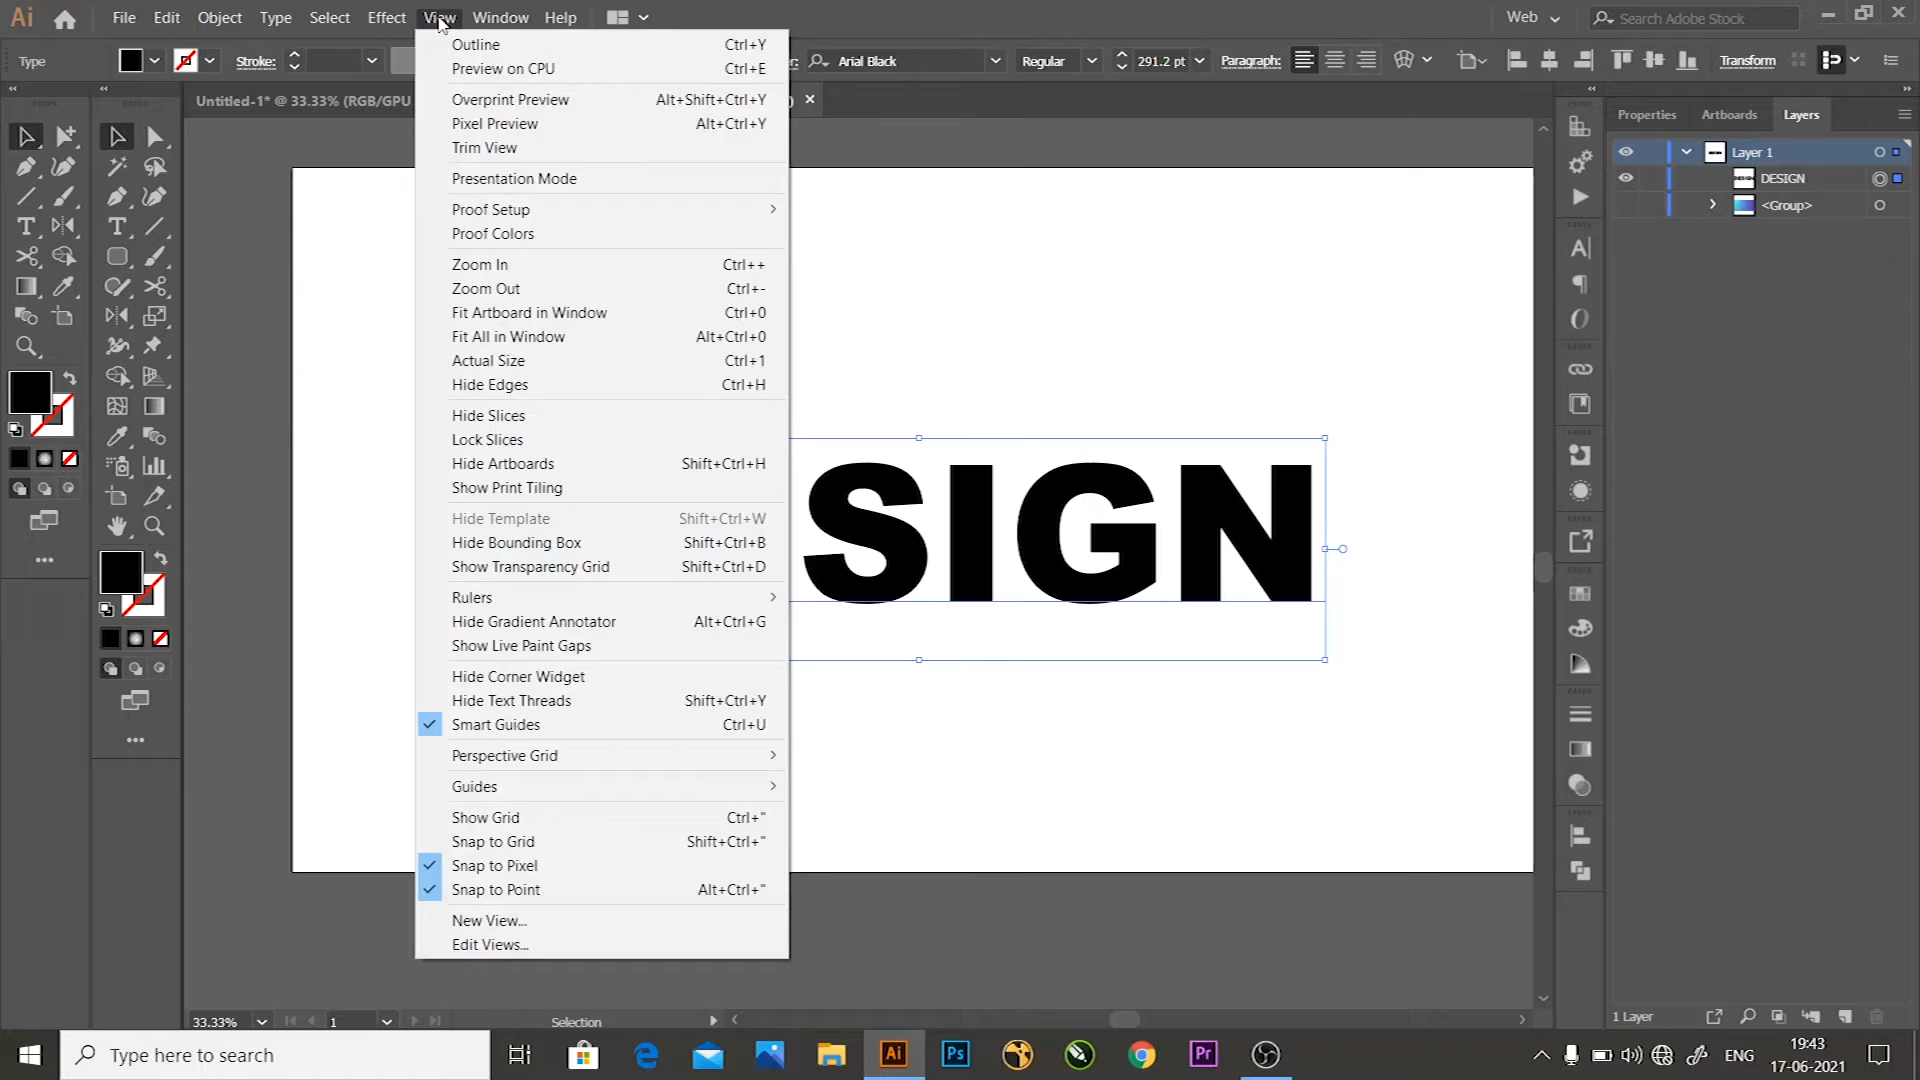 Ai File Edit Object Type Select Effect View Window Help Web Search Adobe Stock
Type Stroke: Arial Black Regular 291.2 pt Paragraph: Transform
Untitled-1* @ 33.33% (RGB/GPU
Properties Artboards Layers
Layer 1
DESIGN
<Group>
Outline Ctrl+Y
Preview on CPU Ctrl+E
Overprint Preview Alt+Shift+Ctrl+Y
Pixel Preview Alt+Ctrl+Y
Trim View
Presentation Mode
Proof Setup
Proof Colors
Zoom In Ctrl++
Zoom Out Ctrl+-
Fit Artboard in Window Ctrl+0
Fit All in Window Alt+Ctrl+0
Actual Size Ctrl+1
Hide Edges Ctrl+H
Hide Slices
Lock Slices
Hide Artboards Shift+Ctrl+H
Show Print Tiling
Hide Template Shift+Ctrl+W
Hide Bounding Box Shift+Ctrl+B
Show Transparency Grid Shift+Ctrl+D
Rulers
Hide Gradient Annotator Alt+Ctrl+G
Show Live Paint Gaps
Hide Corner Widget
Hide Text Threads Shift+Ctrl+Y
Smart Guides Ctrl+U
Perspective Grid
Guides
Show Grid Ctrl+"
Snap to Grid Shift+Ctrl+"
Snap to Pixel
Snap to Point Alt+Ctrl+"
New View...
Edit Views...
SIGN
33.33% 1 Selection
1 Layer
Type here to search
Ai Ps Pr
ENG
19:43
17-06-2021